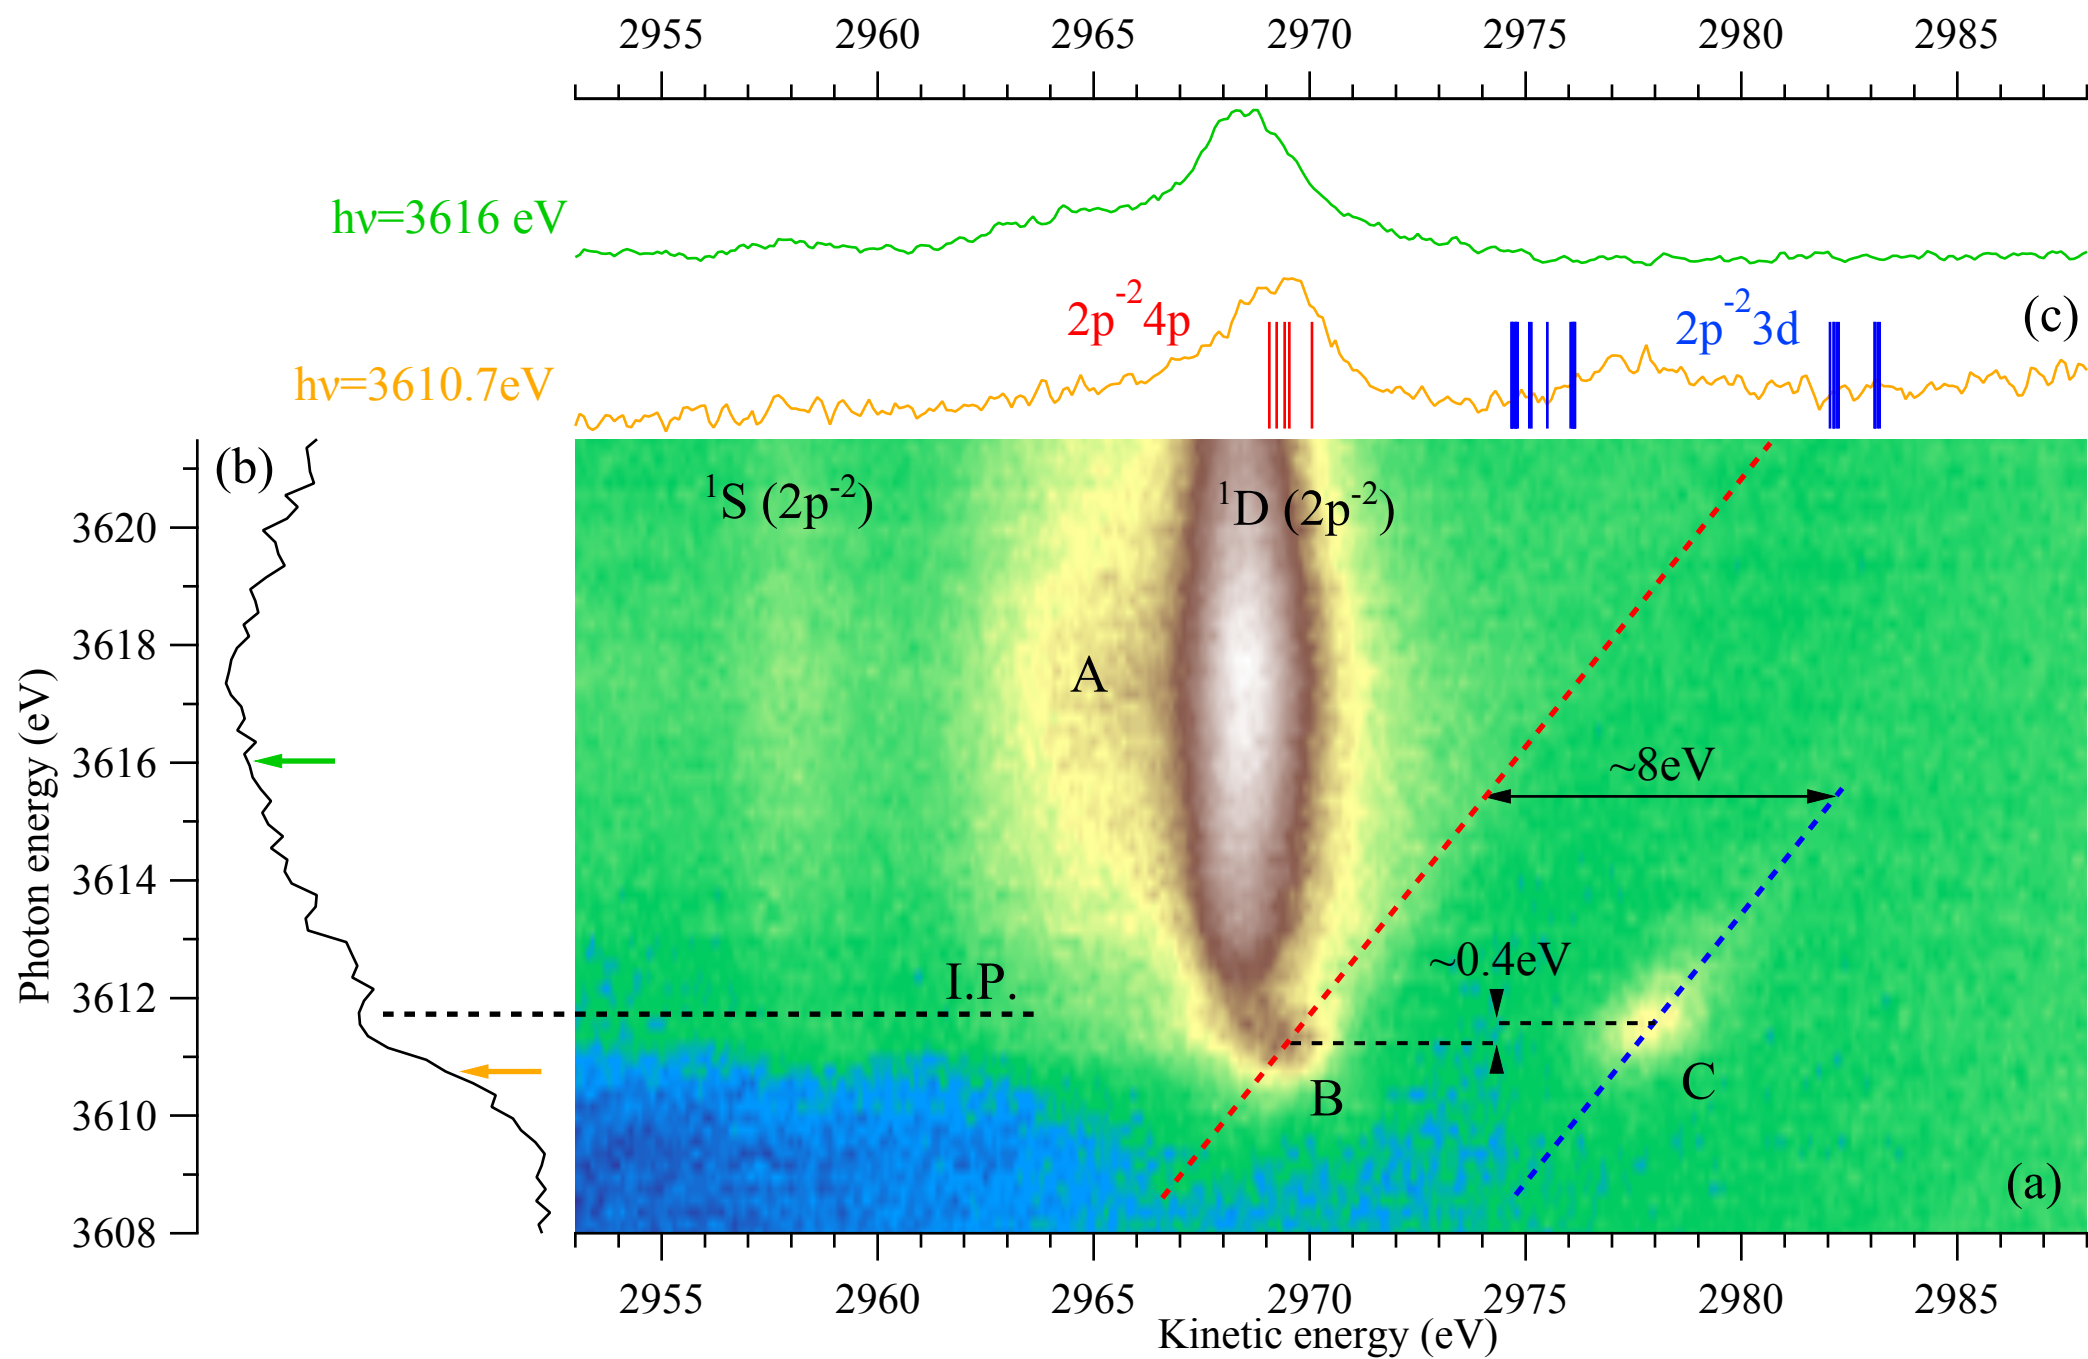 2955 2960 2965 2970 2975 2980 2985
hν=3616 eV
2p-24p
2p-23d
(c)
hν=3610.7eV
(b)
1S (2p-2)
1D (2p-2)
3620
3618
A
3616
~8eV
3614
~0.4eV
I.P.
3612
B
C
3610
(a)
3608
Photon energy (eV)
2955 2960 2965 2970 2975 2980 2985
Kinetic energy (eV)